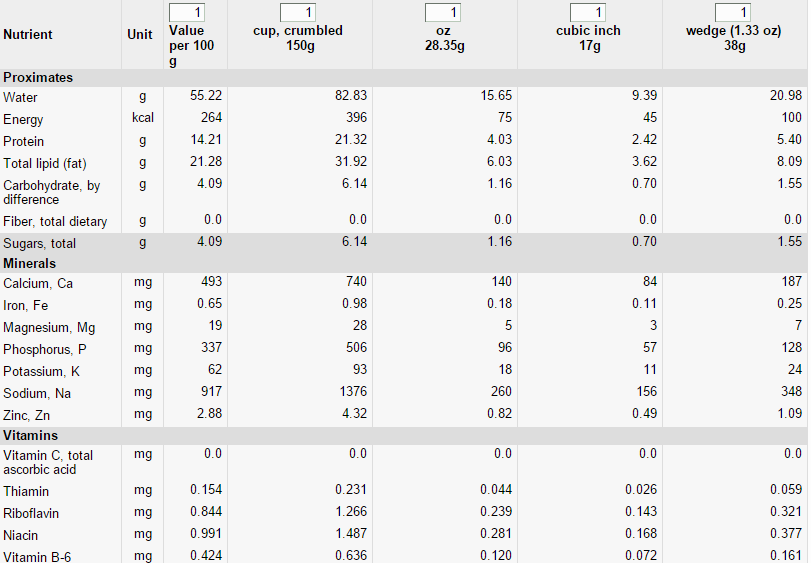 1 1 1 1 1
Nutrient Unit Value per 100 g cup, crumbled 150g oz 28.35g cubic inch 17g wedge (1.33 oz) 38g
Proximates
Water g 55.22 82.83 15.65 9.39 20.98
Energy kcal 264 396 75 45 100
Protein g 14.21 21.32 4.03 2.42 5.40
Total lipid (fat) g 21.28 31.92 6.03 3.62 8.09
Carbohydrate, by difference g 4.09 6.14 1.16 0.70 1.55
Fiber, total dietary g 0.0 0.0 0.0 0.0 0.0
Sugars, total g 4.09 6.14 1.16 0.70 1.55
Minerals
Calcium, Ca mg 493 740 140 84 187
Iron, Fe mg 0.65 0.98 0.18 0.11 0.25
Magnesium, Mg mg 19 28 5 3 7
Phosphorus, P mg 337 506 96 57 128
Potassium, K mg 62 93 18 11 24
Sodium, Na mg 917 1376 260 156 348
Zinc, Zn mg 2.88 4.32 0.82 0.49 1.09
Vitamins
Vitamin C, total ascorbic acid mg 0.0 0.0 0.0 0.0 0.0
Thiamin mg 0.154 0.231 0.044 0.026 0.059
Riboflavin mg 0.844 1.266 0.239 0.143 0.321
Niacin mg 0.991 1.487 0.281 0.168 0.377
Vitamin B-6 mg 0.424 0.636 0.120 0.072 0.161